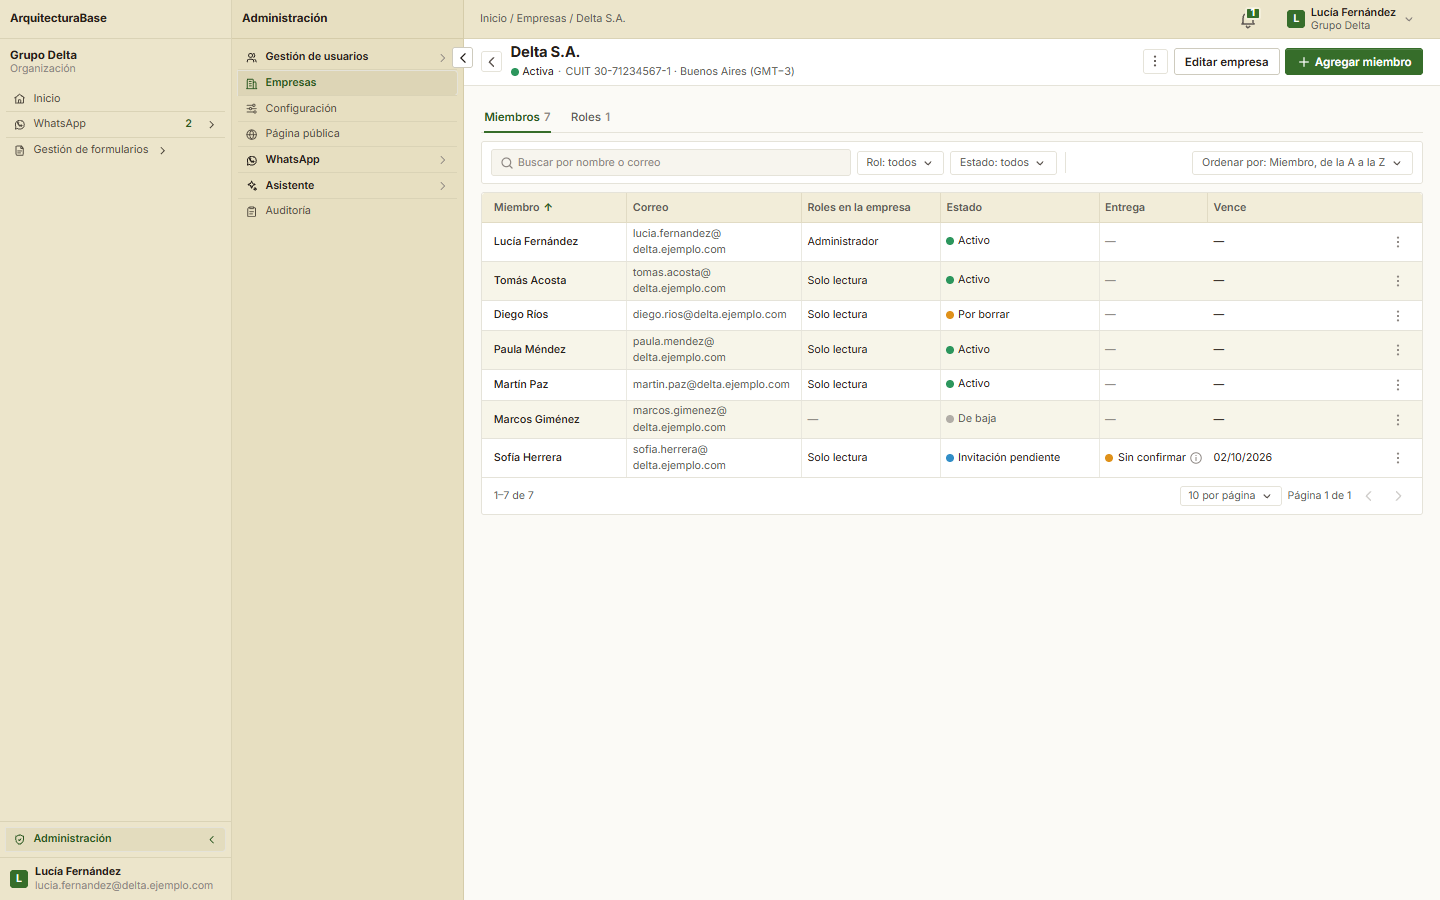 ArquitecturaBase
Grupo Delta
Organización
Inicio
WhatsApp 2
Gestión de formularios
Administración
L Lucía Fernández
lucia.fernandez@delta.ejemplo.com
Administración
Gestión de usuarios
Empresas
Configuración
Página pública
WhatsApp
Asistente
Auditoría
Inicio / Empresas / Delta S.A.
1
L Lucía Fernández
Grupo Delta
Delta S.A.
Activa · CUIT 30-71234567-1 · Buenos Aires (GMT−3)
Editar empresa
Agregar miembro
Miembros 7 Roles 1
Buscar por nombre o correo Rol: todos Estado: todos Ordenar por: Miembro, de la A a la Z
Miembro Correo Roles en la empresa Estado Entrega Vence
Lucía Fernández lucia.fernandez@ Administrador Activo — —
delta.ejemplo.com
Tomás Acosta tomas.acosta@ Solo lectura Activo — —
delta.ejemplo.com
Diego Ríos diego.rios@delta.ejemplo.com Solo lectura Por borrar — —
Paula Méndez paula.mendez@ Solo lectura Activo — —
delta.ejemplo.com
Martín Paz martin.paz@delta.ejemplo.com Solo lectura Activo — —
Marcos Giménez marcos.gimenez@ — De baja — —
delta.ejemplo.com
Sofía Herrera sofia.herrera@ Solo lectura Invitación pendiente Sin confirmar 02/10/2026
delta.ejemplo.com
1–7 de 7 10 por página Página 1 de 1